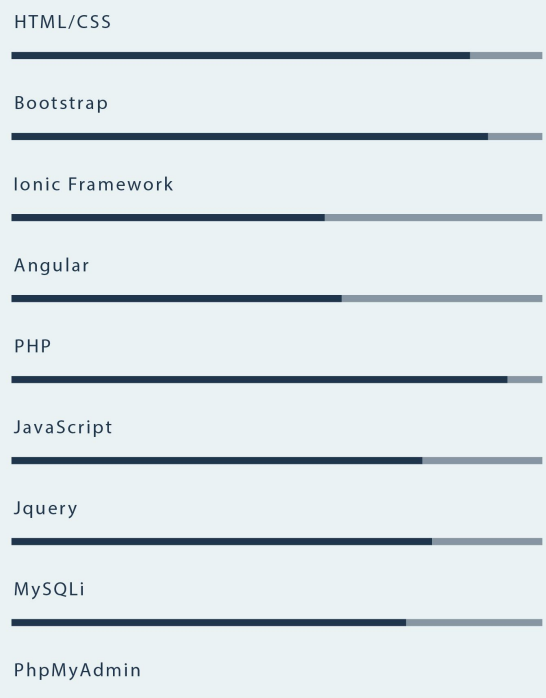 HTML/CSS
Bootstrap
Ionic Framework
Angular
PHP
JavaScript
Jquery
MySQLi
PhpMyAdmin